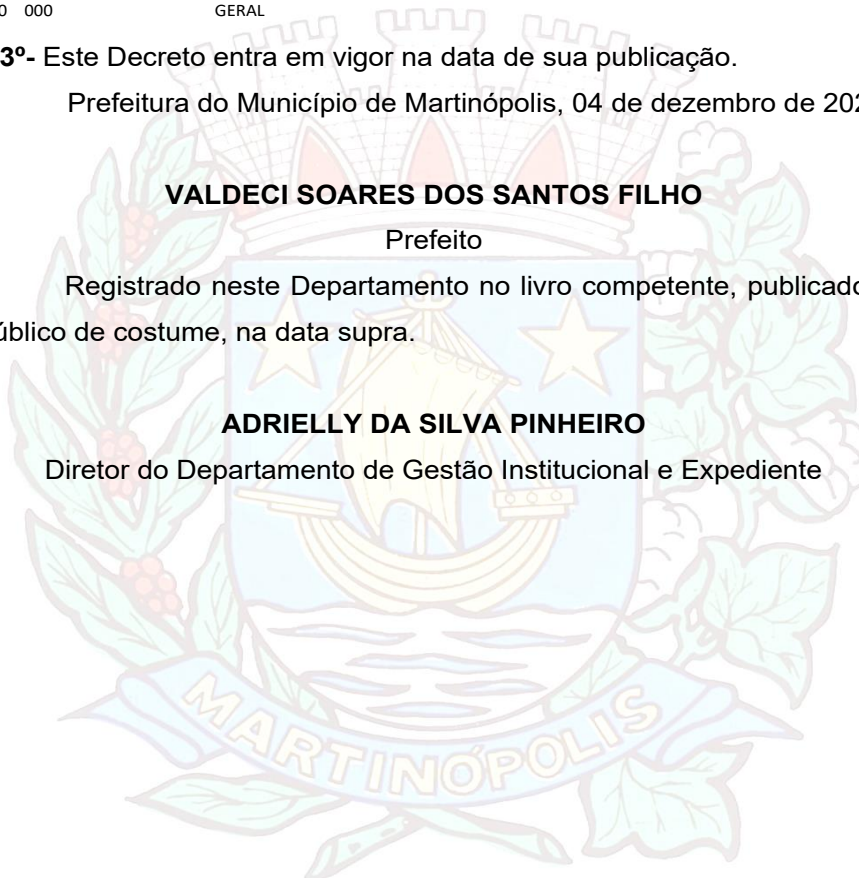 0 000 GERAL
3º- Este Decreto entra em vigor na data de sua publicação.
Prefeitura do Município de Martinópolis, 04 de dezembro de 202
VALDECI SOARES DOS SANTOS FILHO
Prefeito
Registrado neste Departamento no livro competente, publicado
úblico de costume, na data supra.
ADRIELLY DA SILVA PINHEIRO
Diretor do Departamento de Gestão Institucional e Expediente
MARTINÓPOLIS